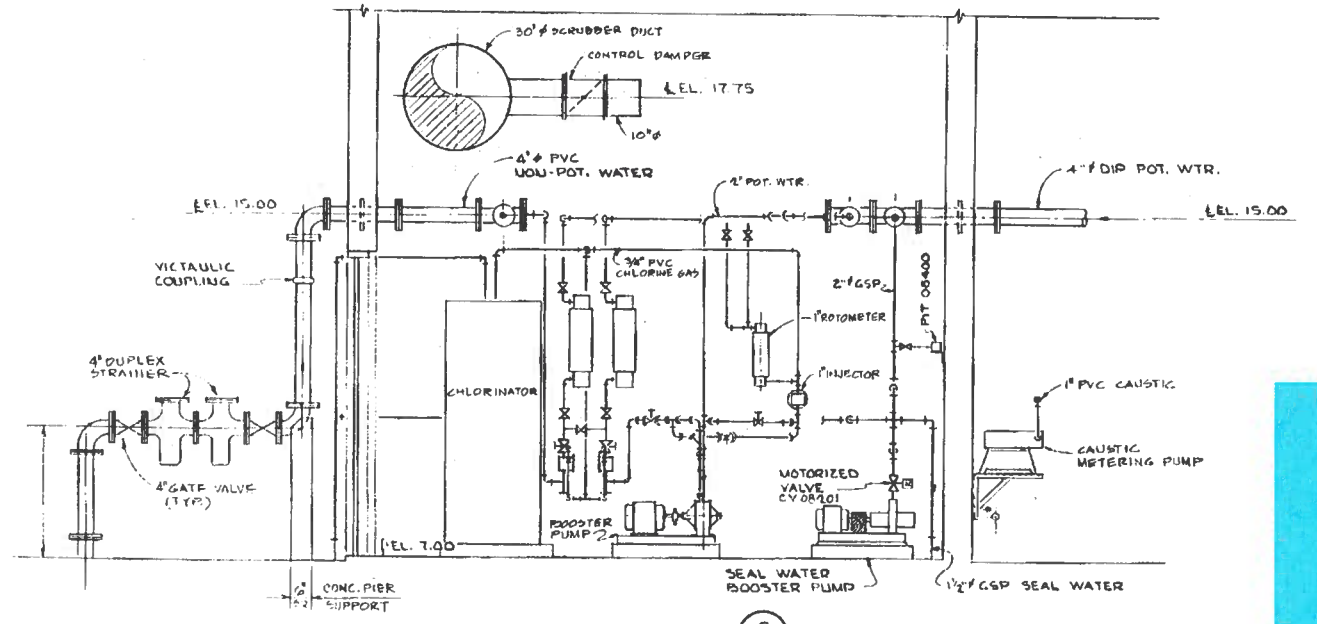 30"ø SCRUBBER DUCT
CONTROL DAMPER
℄ EL. 17.75
10"ø
4"ø PVC
NON-POT. WATER
2" POT. WTR.
4"ø DIP POT. WTR.
℄ EL. 15.00
℄ EL. 15.00
VICTAULIC
COUPLING
3/4" PVC
CHLORINE GAS
2"ø GSP
PIT 08400
1" ROTOMETER
4" DUPLEX
STRAINER
CHLORINATOR
1" INJECTOR
1" PVC CAUSTIC
CAUSTIC
METERING PUMP
4" GATE VALVE
(TYP.)
MOTORIZED
VALVE
CV 08201
BOOSTER
PUMP 2
EL. 7.00
SEAL WATER
BOOSTER PUMP
1½"ø GSP SEAL WATER
CONC. PIER
SUPPORT